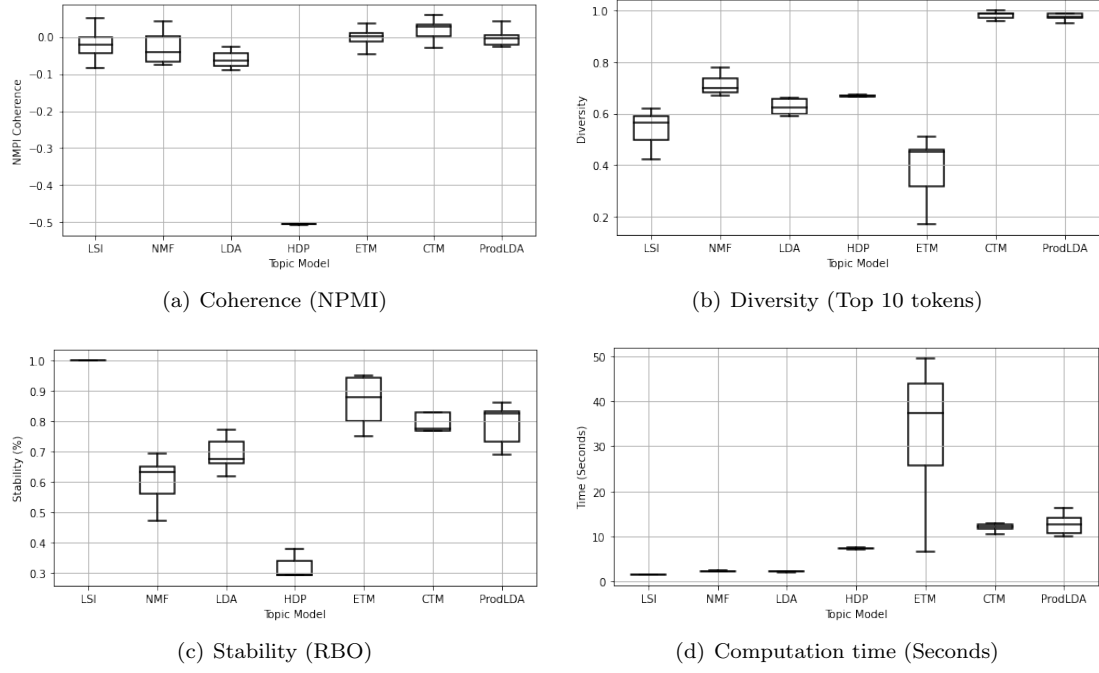 0.0
−0.1
−0.2
−0.3
−0.4
−0.5
NMPI Coherence
LSI NMF LDA HDP ETM CTM ProdLDA
Topic Model
(a) Coherence (NPMI)
1.0
0.8
0.6
0.4
0.2
Diversity
LSI NMF LDA HDP ETM CTM ProdLDA
Topic Model
(b) Diversity (Top 10 tokens)
1.0
0.9
0.8
0.7
0.6
0.5
0.4
0.3
Stability (%)
LSI NMF LDA HDP ETM CTM ProdLDA
Topic Model
(c) Stability (RBO)
50
40
30
20
10
0
Time (Seconds)
LSI NMF LDA HDP ETM CTM ProdLDA
Topic Model
(d) Computation time (Seconds)